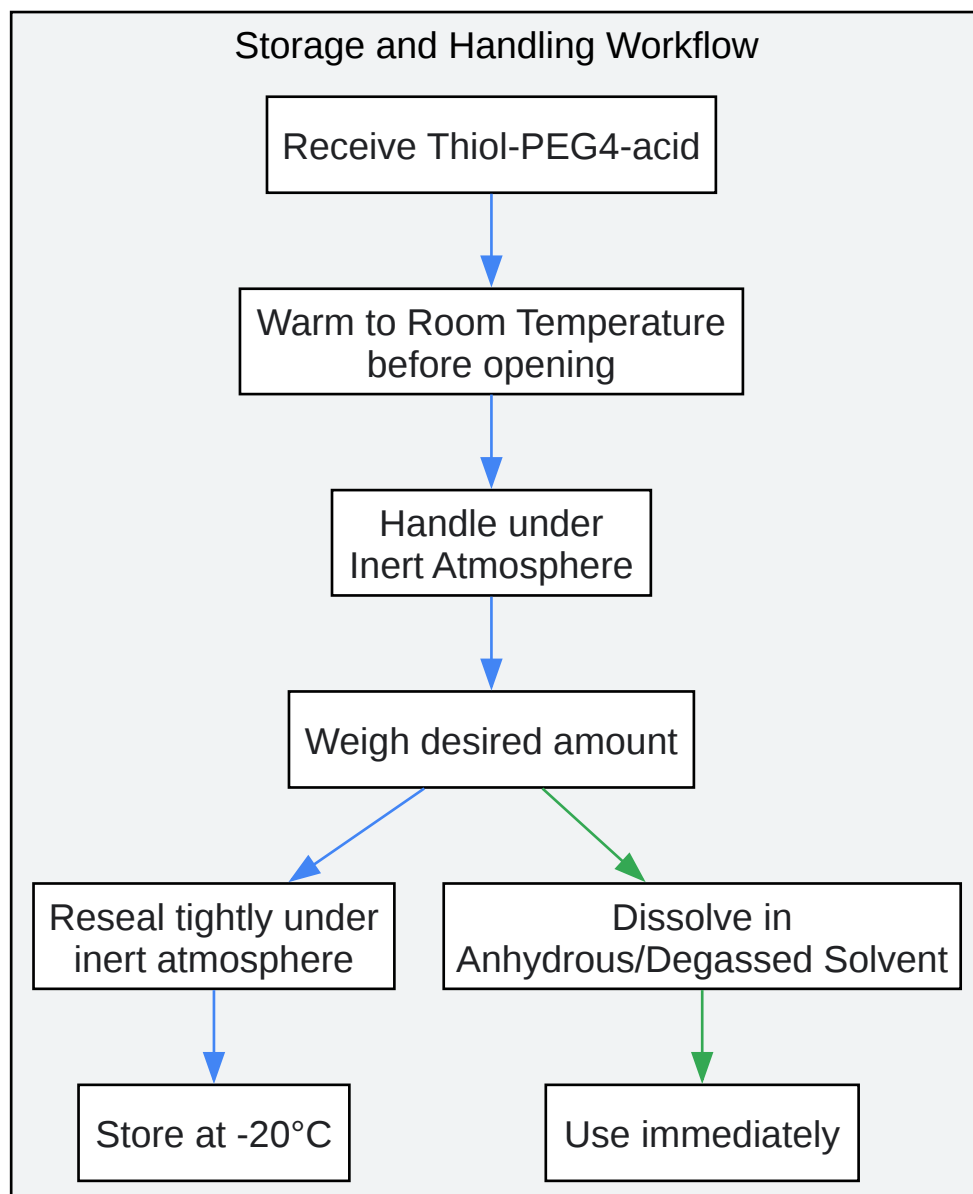 Storage and Handling Workflow
Receive Thiol-PEG4-acid
Warm to Room Temperature
before opening
Handle under
Inert Atmosphere
Weigh desired amount
Reseal tightly under
inert atmosphere
Dissolve in
Anhydrous/Degassed Solvent
Store at -20°C
Use immediately